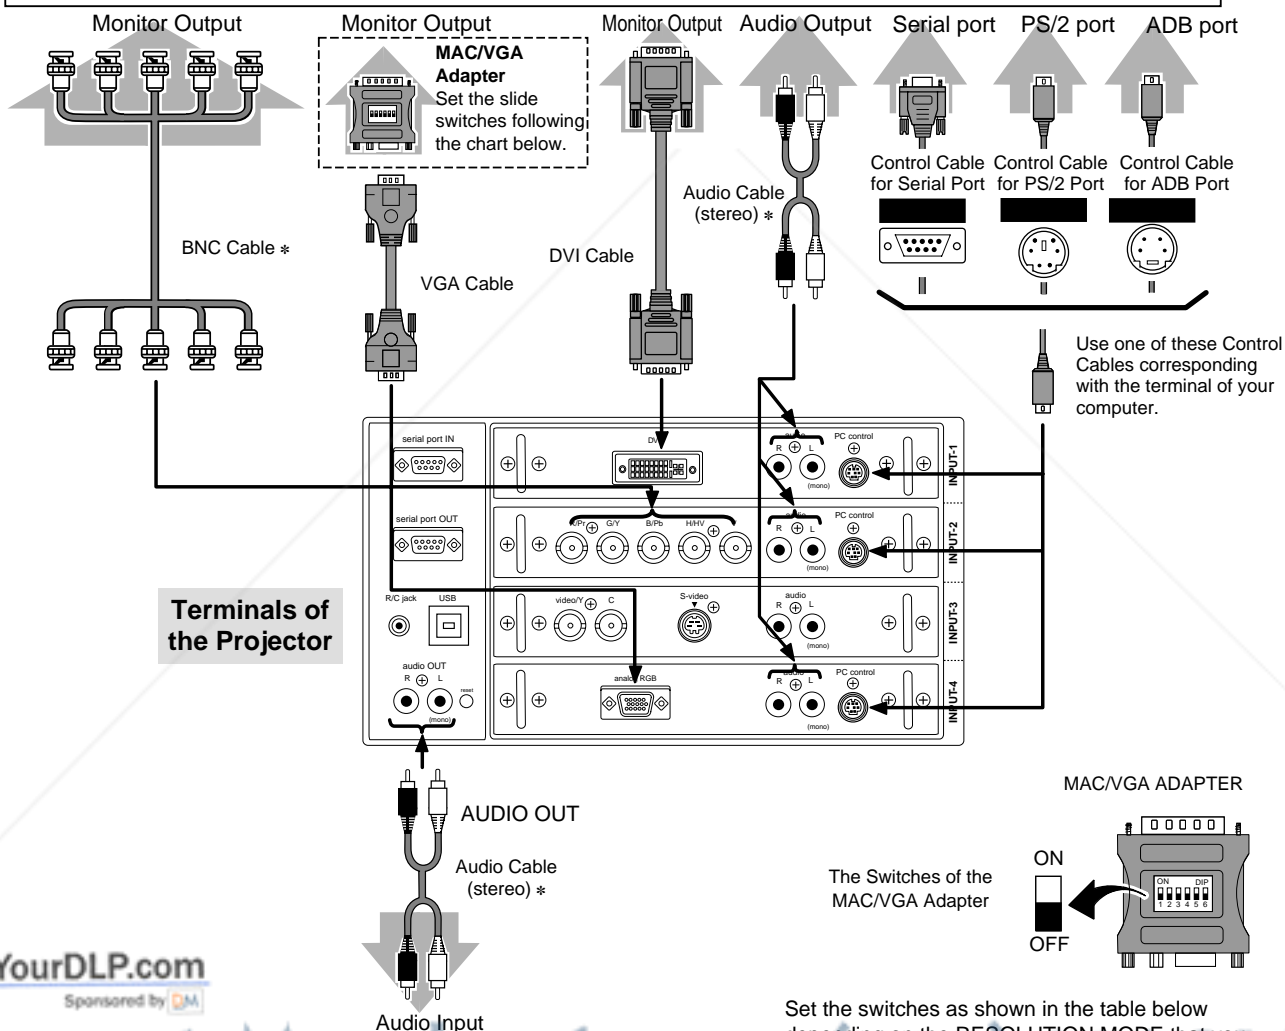 Monitor Output
Monitor Output
Monitor Output
Audio Output
Serial port
PS/2 port
ADB port
MAC/VGA
Adapter
Set the slide
switches following
the chart below.
BNC Cable *
VGA Cable
DVI Cable
Audio Cable
(stereo) *
Control Cable
for Serial Port
Control Cable
for PS/2 Port
Control Cable
for ADB Port
Use one of these Control
Cables corresponding
with the terminal of your
computer.
serial port IN
serial port OUT
R/C jack
USB
audio OUT
R
L
reset
(mono)
R
L
(mono)
PC control
INPUT-1
G/Y
B/Pb
H/HV
R
L
(mono)
PC control
INPUT-2
video/Y
C
S-video
audio
R
L
(mono)
INPUT-3
RGB
R
L
(mono)
PC control
INPUT-4
Terminals of
the Projector
AUDIO OUT
Audio Cable
(stereo) *
Audio Input
MAC/VGA ADAPTER
The Switches of the
MAC/VGA Adapter
ON
OFF
ON DIP
1 2 3 4 5 6
YourDLP.com
Sponsored by DM
Set the switches as shown in the table below